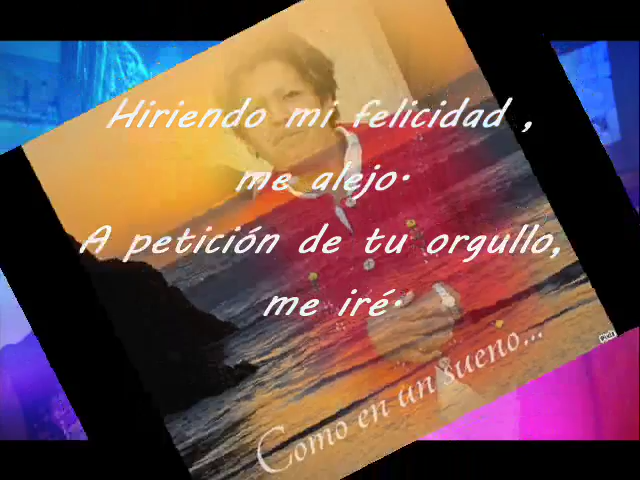 Hiriendo mi felicidad ,
me alejo.
A petición de tu orgullo,
me iré.
Como en un sueno...